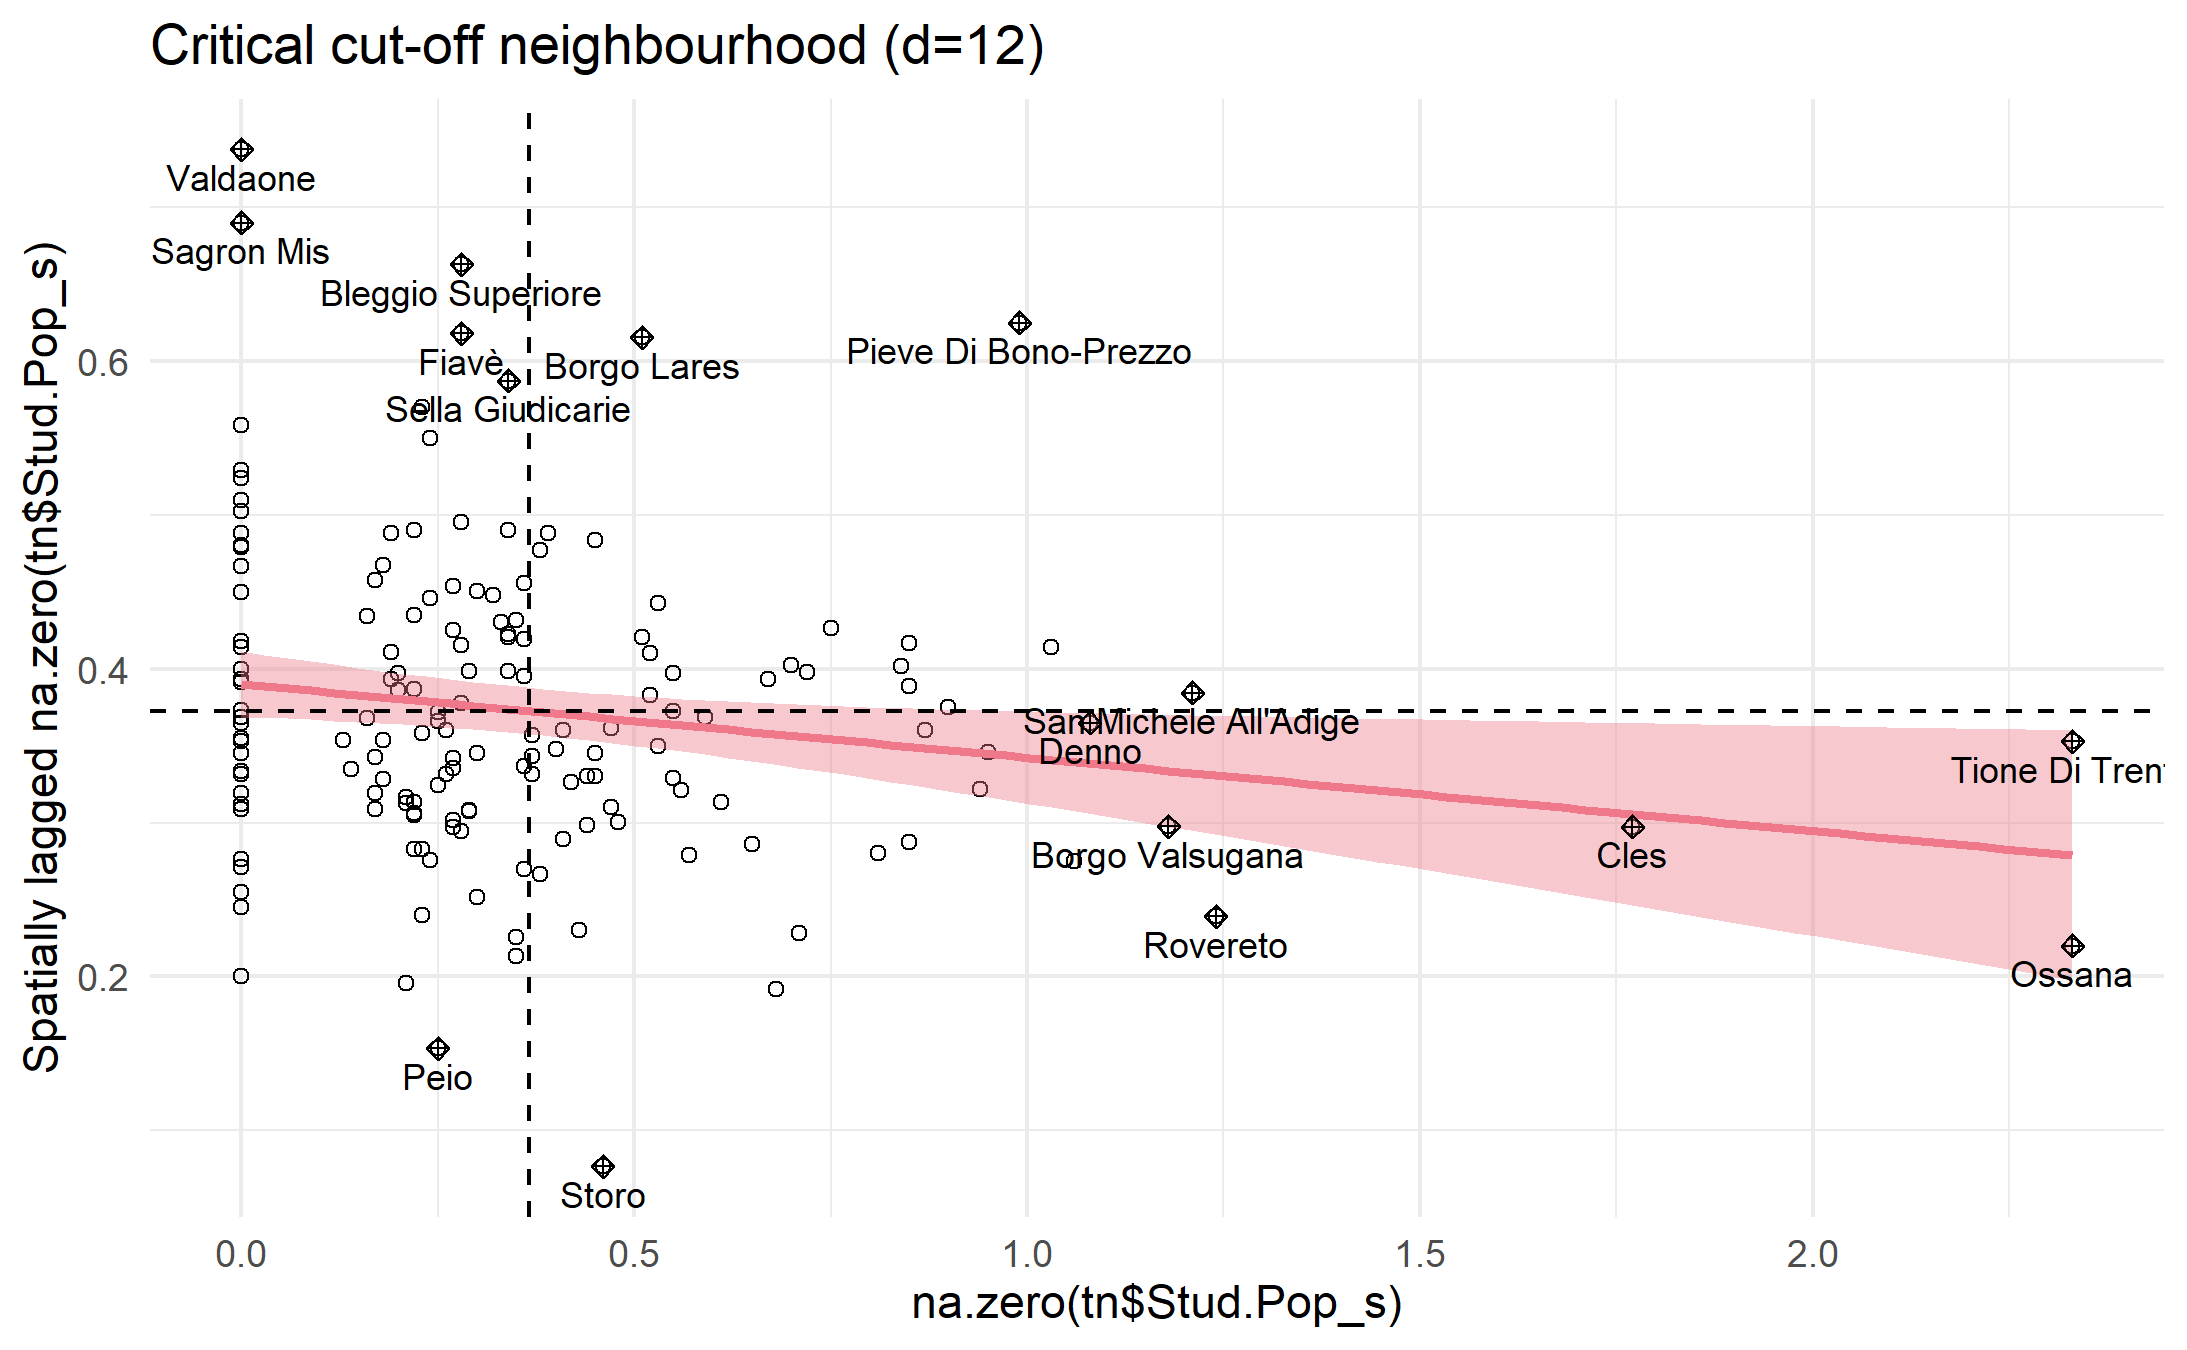 Critical cut-off neighbourhood (d=12)
Valdaone
Sagron Mis
Bleggio Superiore
Fiavè
Borgo Lares
Pieve Di Bono-Prezzo
Sella Giudicarie
San Michele All'Adige
Denno
Tione Di Trent
Borgo Valsugana
Cles
Rovereto
Ossana
Peio
Storo
Spatially lagged na.zero(tn$Stud.Pop_s)
0.6
0.4
0.2
0.0 0.5 1.0 1.5 2.0
na.zero(tn$Stud.Pop_s)